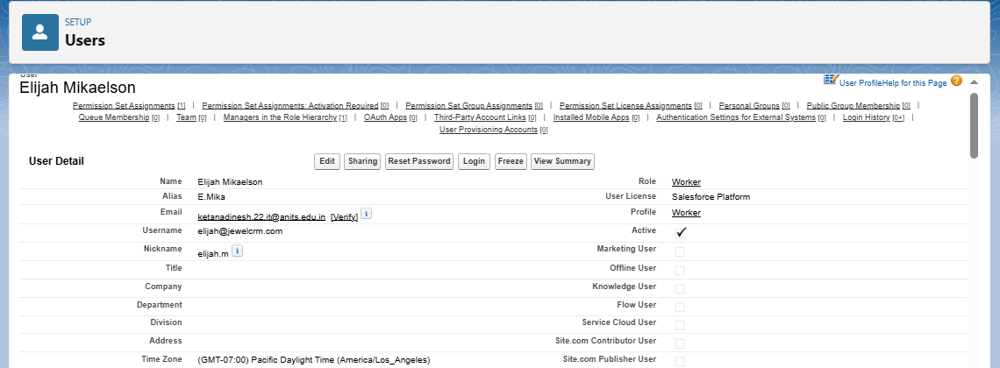 SETUP
Users
User
Elijah Mikaelson
User Profile Help for this Page
Permission Set Assignments [1] | Permission Set Assignments: Activation Required [0] | Permission Set Group Assignments [0] | Permission Set License Assignments [0] | Personal Groups [0] | Public Group Membership [0] |
Queue Membership [0] | Team [0] | Managers in the Role Hierarchy [1] | OAuth Apps [0] | Third-Party Account Links [0] | Installed Mobile Apps [0] | Authentication Settings for External Systems [0] | Login History [0+] |
User Provisioning Accounts [0]
User Detail Edit Sharing Reset Password Login Freeze View Summary
Name Elijah Mikaelson Role Worker
Alias E.Mika User License Salesforce Platform
Email ketanadinesh.22.it@anits.edu.in [Verify] i Profile Worker
Username elijah@jewelcrm.com Active ✓
Nickname elijah.m i Marketing User
Title Offline User
Company Knowledge User
Department Flow User
Division Service Cloud User
Address Site.com Contributor User
Time Zone (GMT-07:00) Pacific Daylight Time (America/Los_Angeles) Site.com Publisher User